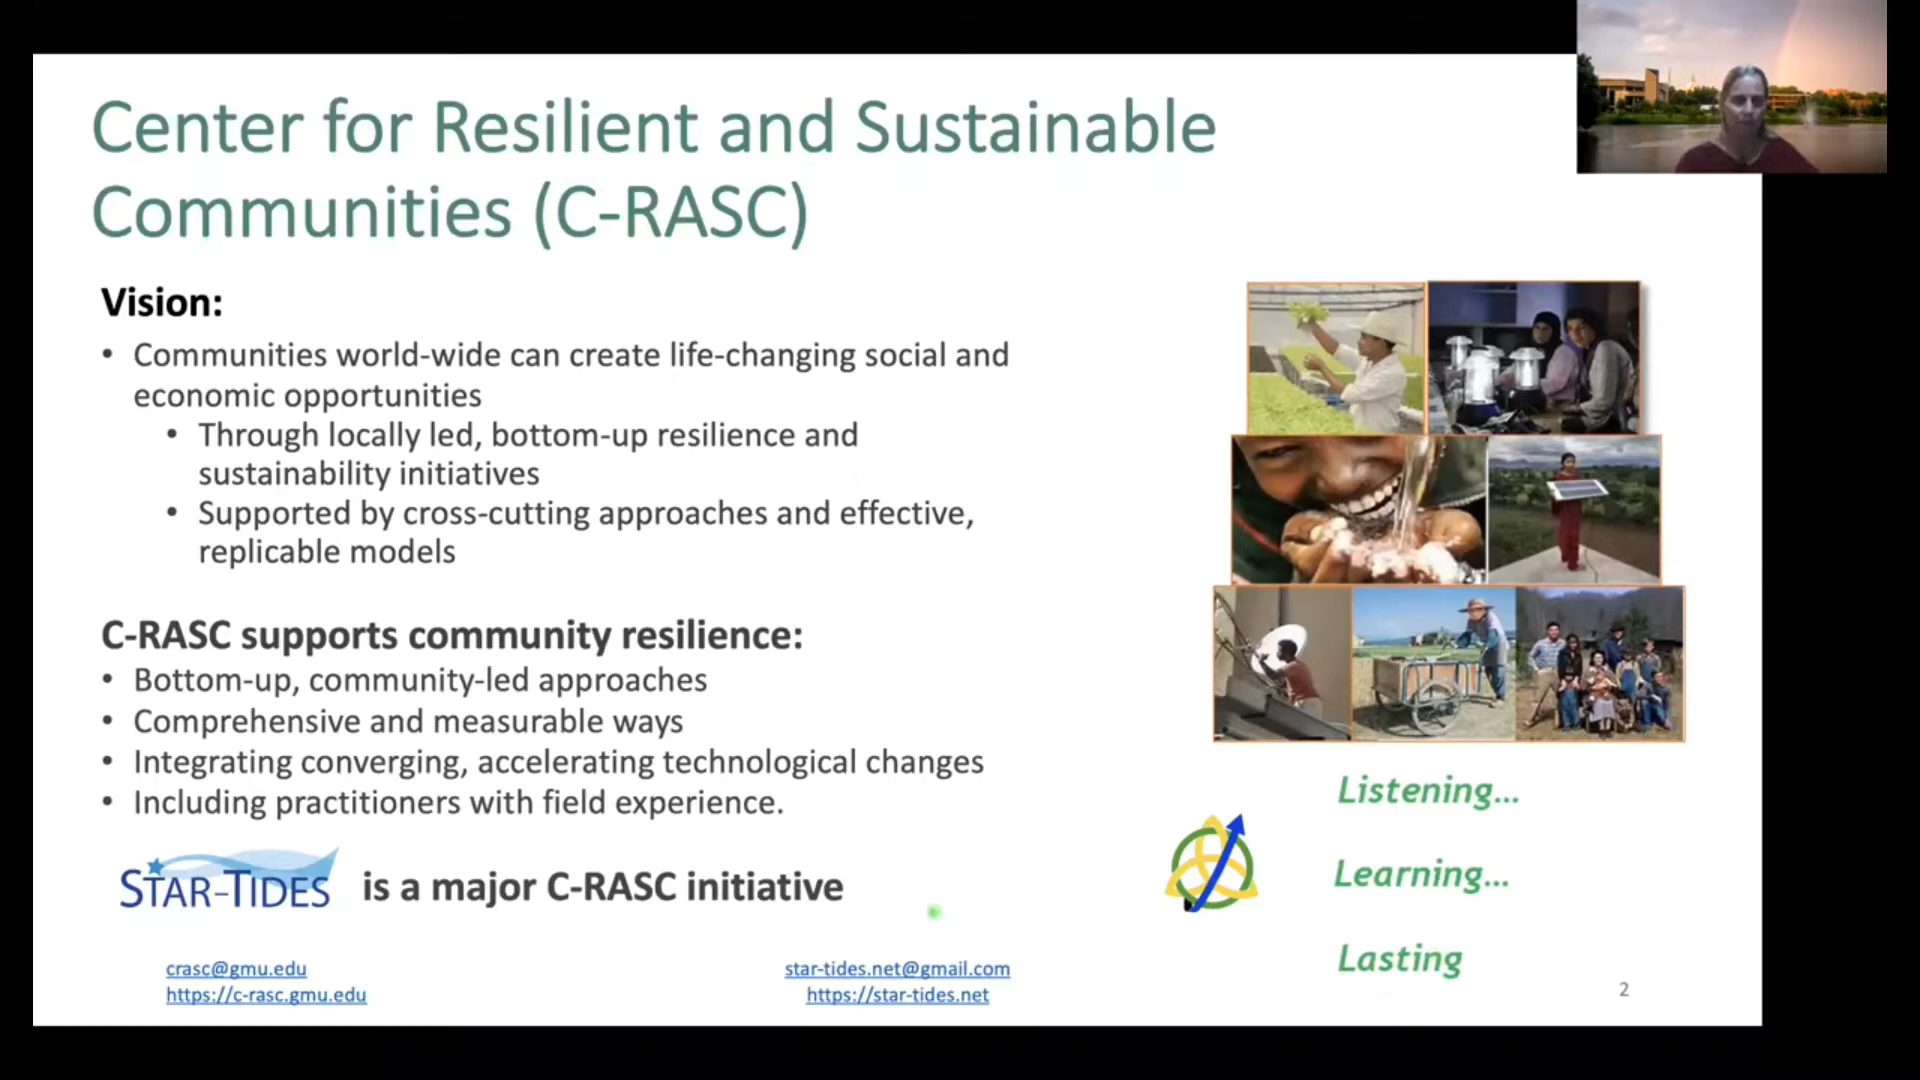 Center for Resilient and Sustainable
Communities (C-RASC)
Vision:
• Communities world-wide can create life-changing social and
economic opportunities
• Through locally led, bottom-up resilience and
sustainability initiatives
• Supported by cross-cutting approaches and effective,
replicable models
C-RASC supports community resilience:
• Bottom-up, community-led approaches
• Comprehensive and measurable ways
• Integrating converging, accelerating technological changes
• Including practitioners with field experience.
STAR-TIDES is a major C-RASC initiative
crasc@gmu.edu
https://c-rasc.gmu.edu
star-tides.net@gmail.com
https://star-tides.net
Listening...
Learning...
Lasting
2